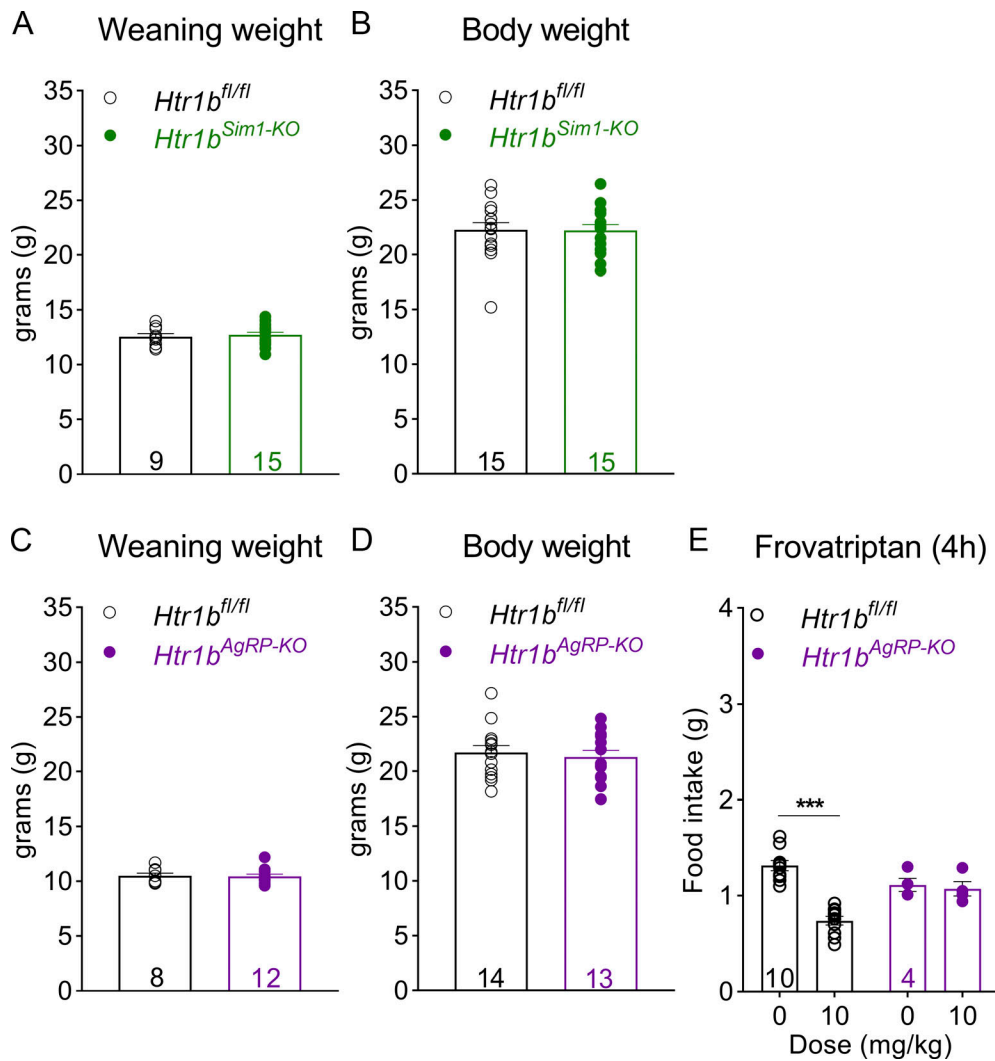 A Weaning weight
35
30
25
20
15
10
5
0
grams (g)
Htr1b^fl/fl
Htr1b^Sim1-KO
9 15
B Body weight
35
30
25
20
15
10
5
0
grams (g)
Htr1b^fl/fl
Htr1b^Sim1-KO
15 15
C Weaning weight
35
30
25
20
15
10
5
0
grams (g)
Htr1b^fl/fl
Htr1b^AgRP-KO
8 12
D Body weight
35
30
25
20
15
10
5
0
grams (g)
Htr1b^fl/fl
Htr1b^AgRP-KO
14 13
E Frovatriptan (4h)
4
3
2
1
0
Food intake (g)
Htr1b^fl/fl
Htr1b^AgRP-KO
***
10 4
0 10 0 10
Dose (mg/kg)